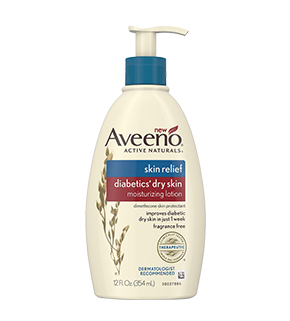 new
Aveeno®
ACTIVE NATURALS®
skin relief
diabetics' dry skin
moisturizing lotion
dimethicone skin protectant
improves diabetic
dry skin in just 1 week
fragrance free
THERAPEUTIC
DERMATOLOGIST
RECOMMENDED
12 FL Oz (354 mL)